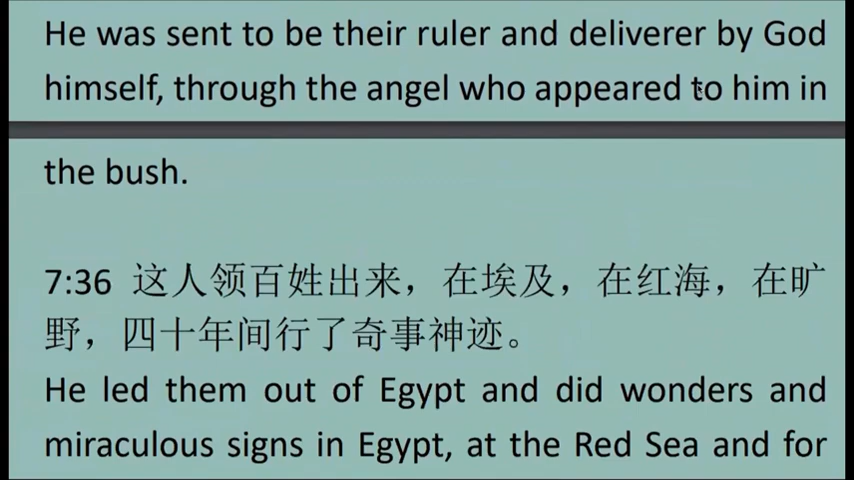 He was sent to be their ruler and deliverer by God
himself, through the angel who appeared to him in
the bush.
7:36 这人领百姓出来，在埃及，在红海，在旷
野，四十年间行了奇事神迹。
He led them out of Egypt and did wonders and
miraculous signs in Egypt, at the Red Sea and for